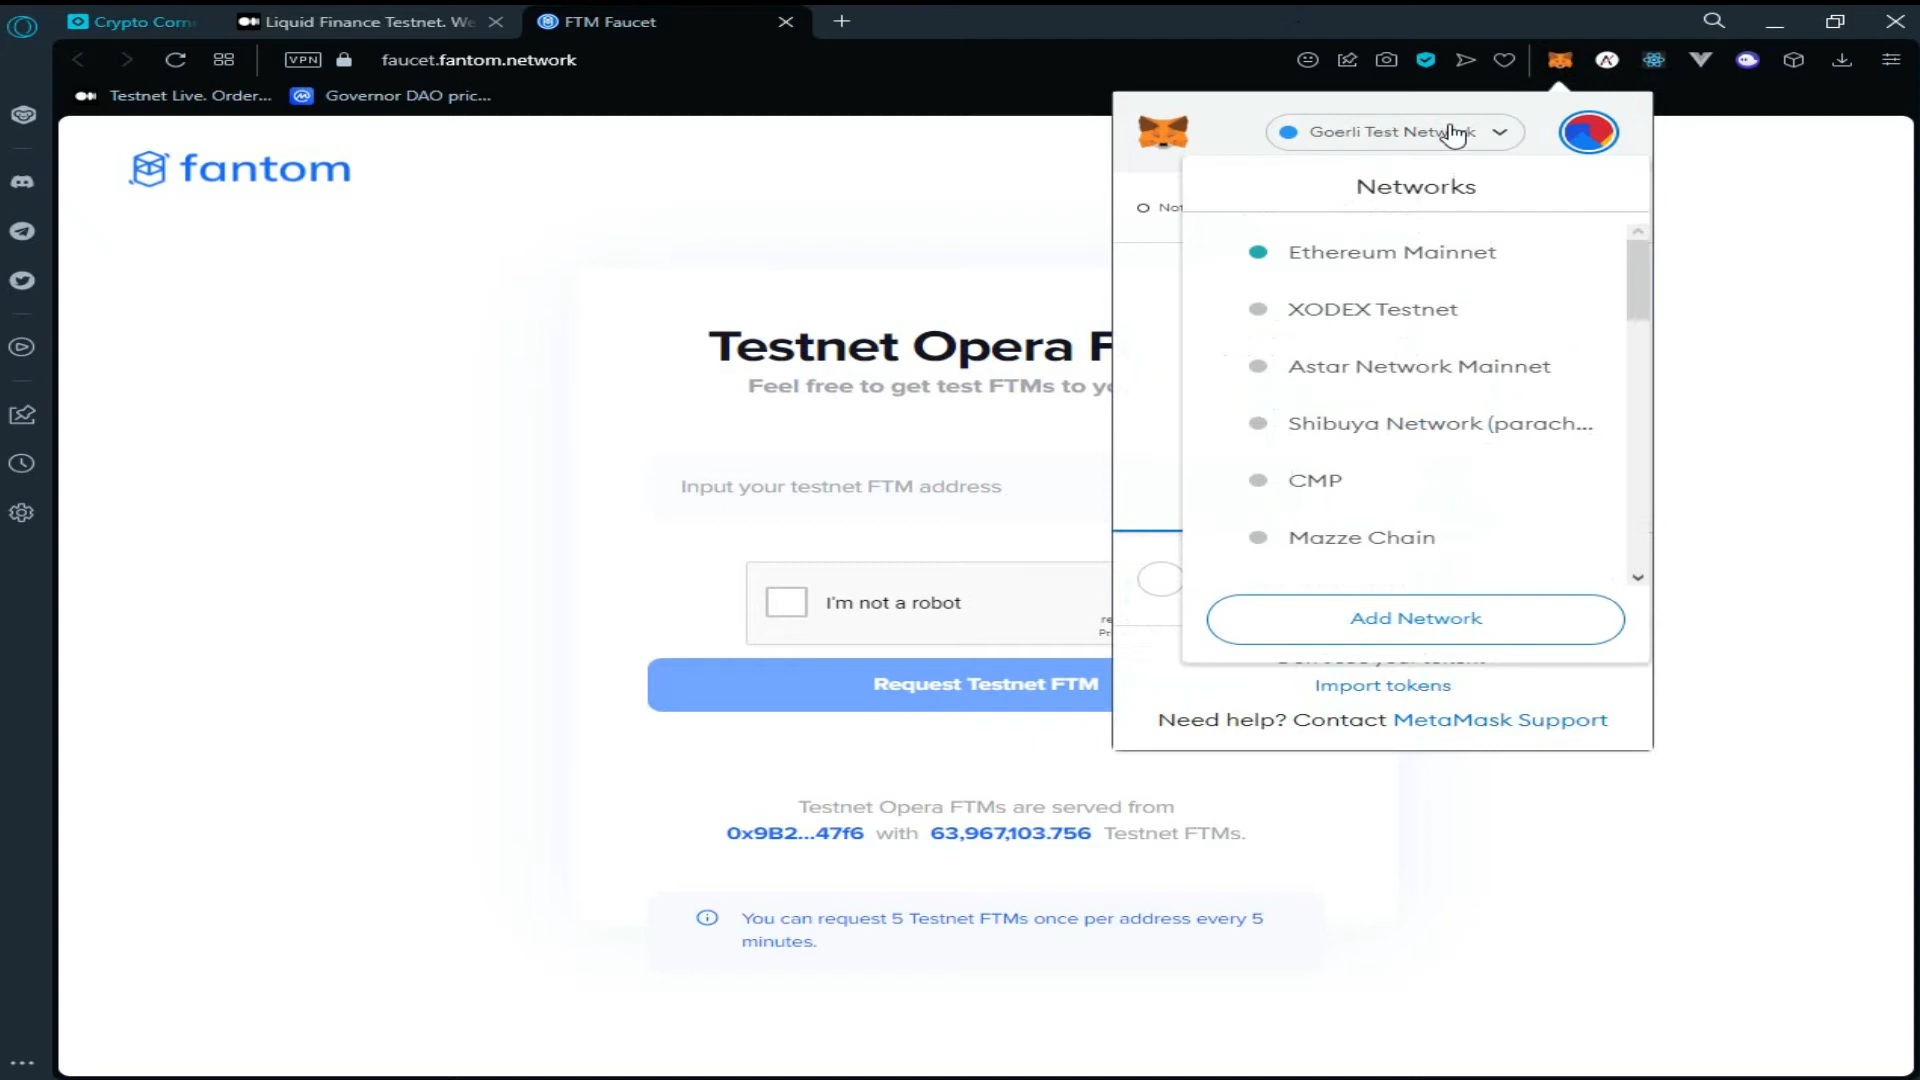 Crypto Corn
Liquid Finance Testnet. We
FTM Faucet
VPN
faucet.fantom.network
Testnet Live. Order...
Governor DAO pric...
fantom
Goerli Test Network
Networks
Not
Ethereum Mainnet
XODEX Testnet
Astar Network Mainnet
Shibuya Network (parach...
CMP
Mazze Chain
Add Network
Import tokens
Need help? Contact MetaMask Support
Testnet Opera F
Feel free to get test FTMs to yo
Input your testnet FTM address
I'm not a robot
re
Pri
Request Testnet FTM
Testnet Opera FTMs are served from
0x9B2...47f6 with 63,967,103.756 Testnet FTMs.
You can request 5 Testnet FTMs once per address every 5
minutes.